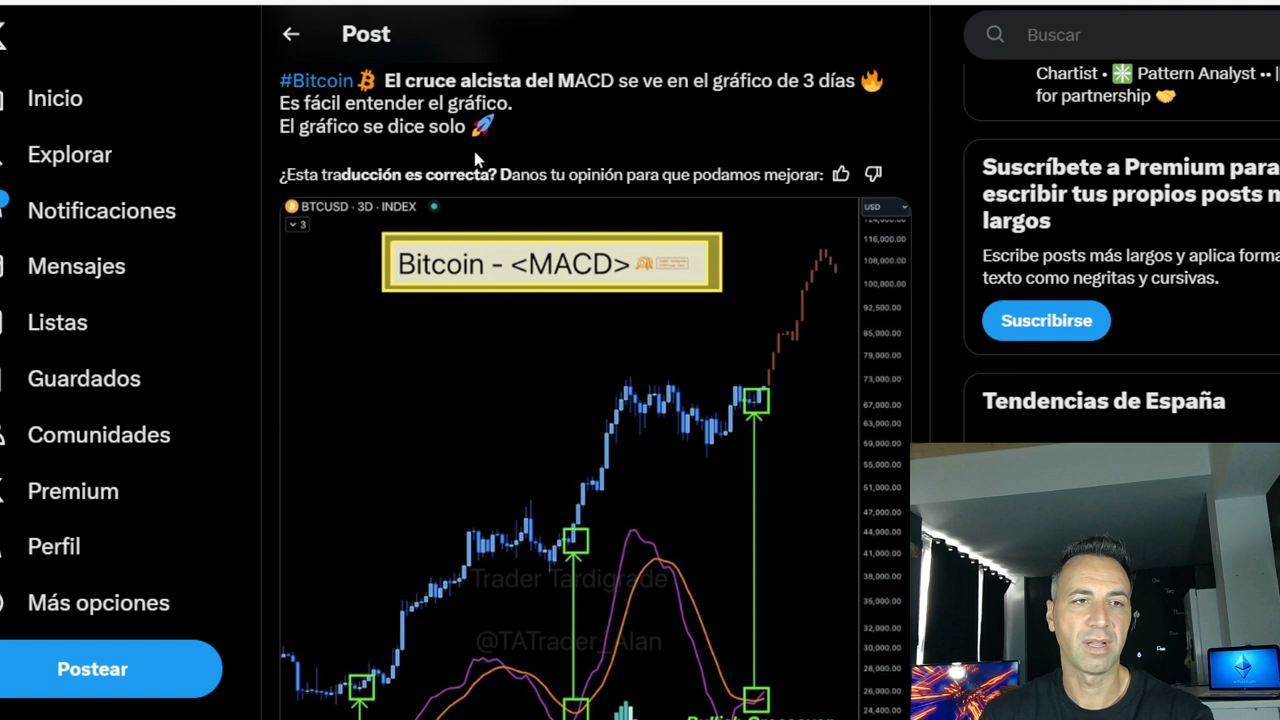 Post
Buscar
Inicio
Explorar
Notificaciones
Mensajes
Listas
Guardados
Comunidades
Premium
Perfil
Más opciones
Postear
#Bitcoin El cruce alcista del MACD se ve en el gráfico de 3 días 🔥
Es fácil entender el gráfico.
El gráfico se dice solo 🚀
¿Esta traducción es correcta? Danos tu opinión para que podamos mejorar:
BTCUSD · 3D · INDEX
USD
3
Bitcoin - <MACD>
124,000.00
116,000.00
108,000.00
100,000.00
92,500.00
85,000.00
79,000.00
73,000.00
67,000.00
63,000.00
59,000.00
55,000.00
51,000.00
47,000.00
44,000.00
41,000.00
38,000.00
35,000.00
32,000.00
30,000.00
28,000.00
26,000.00
24,400.00
Trader Tardigrade
@TATrader_Alan
Bullish Crossover
Chartist • Pattern Analyst •• |
for partnership 🤝
Suscríbete a Premium para
escribir tus propios posts m
largos
Escribe posts más largos y aplica forma
texto como negritas y cursivas.
Suscribirse
Tendencias de España